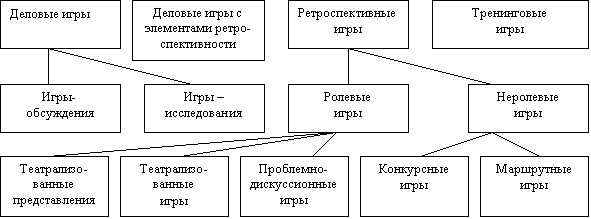 Деловые игры
Деловые игры с
элементами ретро-
спективности
Ретроспективные
игры
Тренинговые
игры
Игры-
обсуждения
Игры –
исследования
Ролевые
игры
Неролевые
игры
Театрализо-
ванные
представления
Театрализо-
ванные
игры
Проблемно-
дискуссионные
игры
Конкурсные
игры
Маршрутные
игры